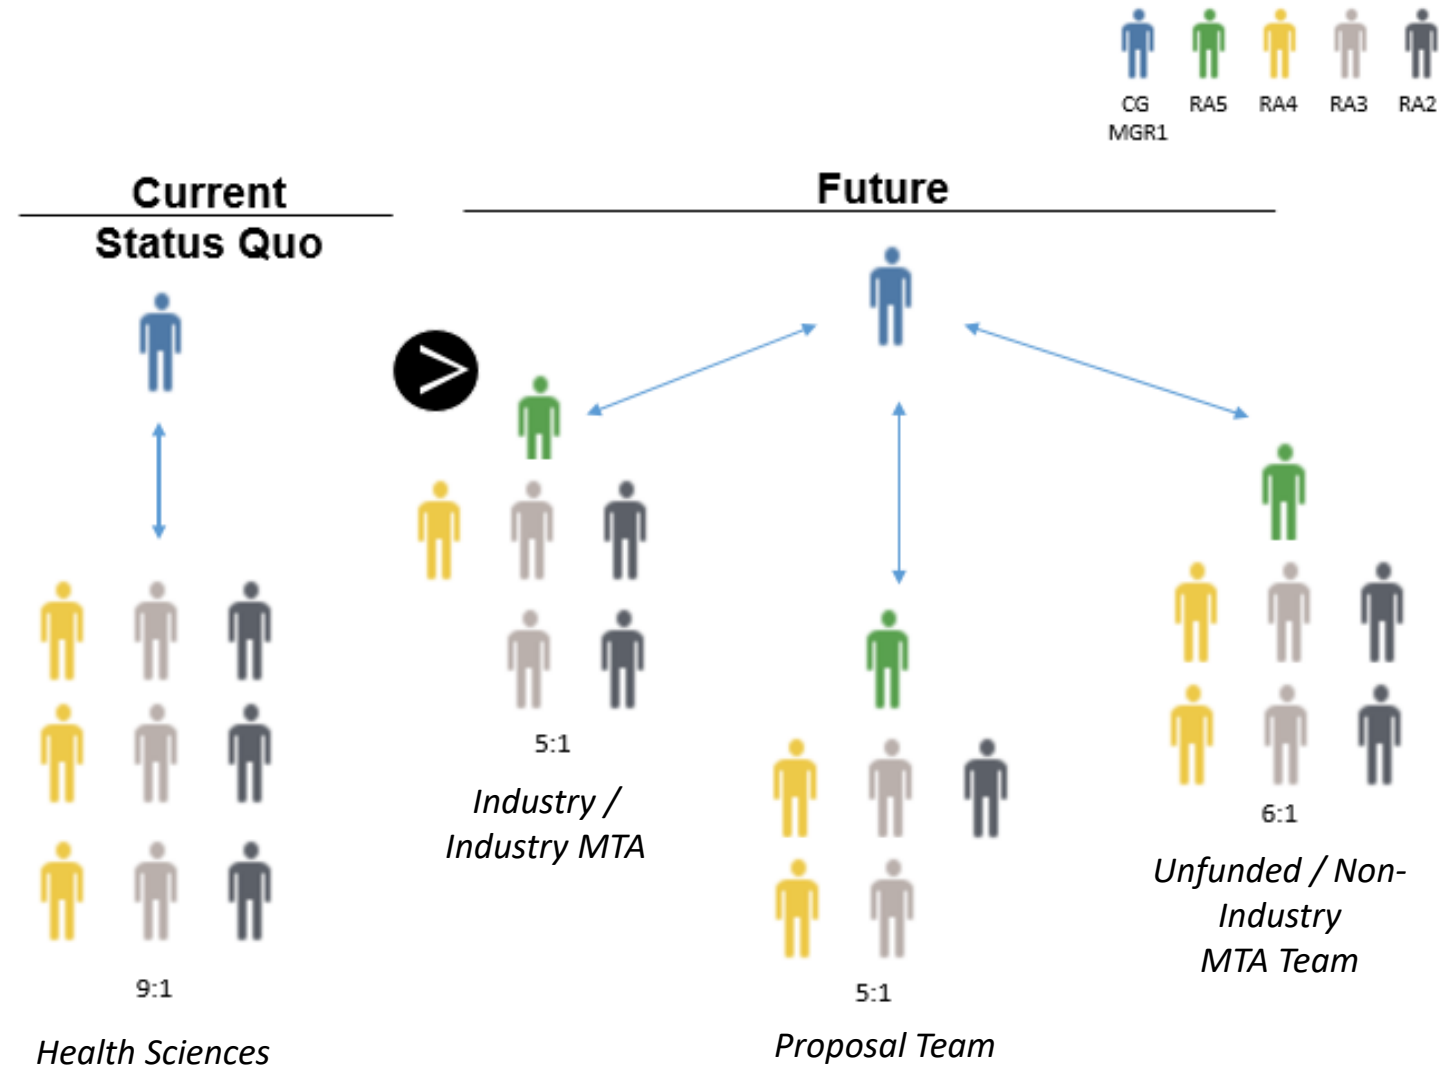 CG
MGR1
RA5
RA4
RA3
RA2
Current
Status Quo
Future
>
9:1
Health Sciences
5:1
Industry /
Industry MTA
5:1
Proposal Team
6:1
Unfunded / Non-
Industry
MTA Team